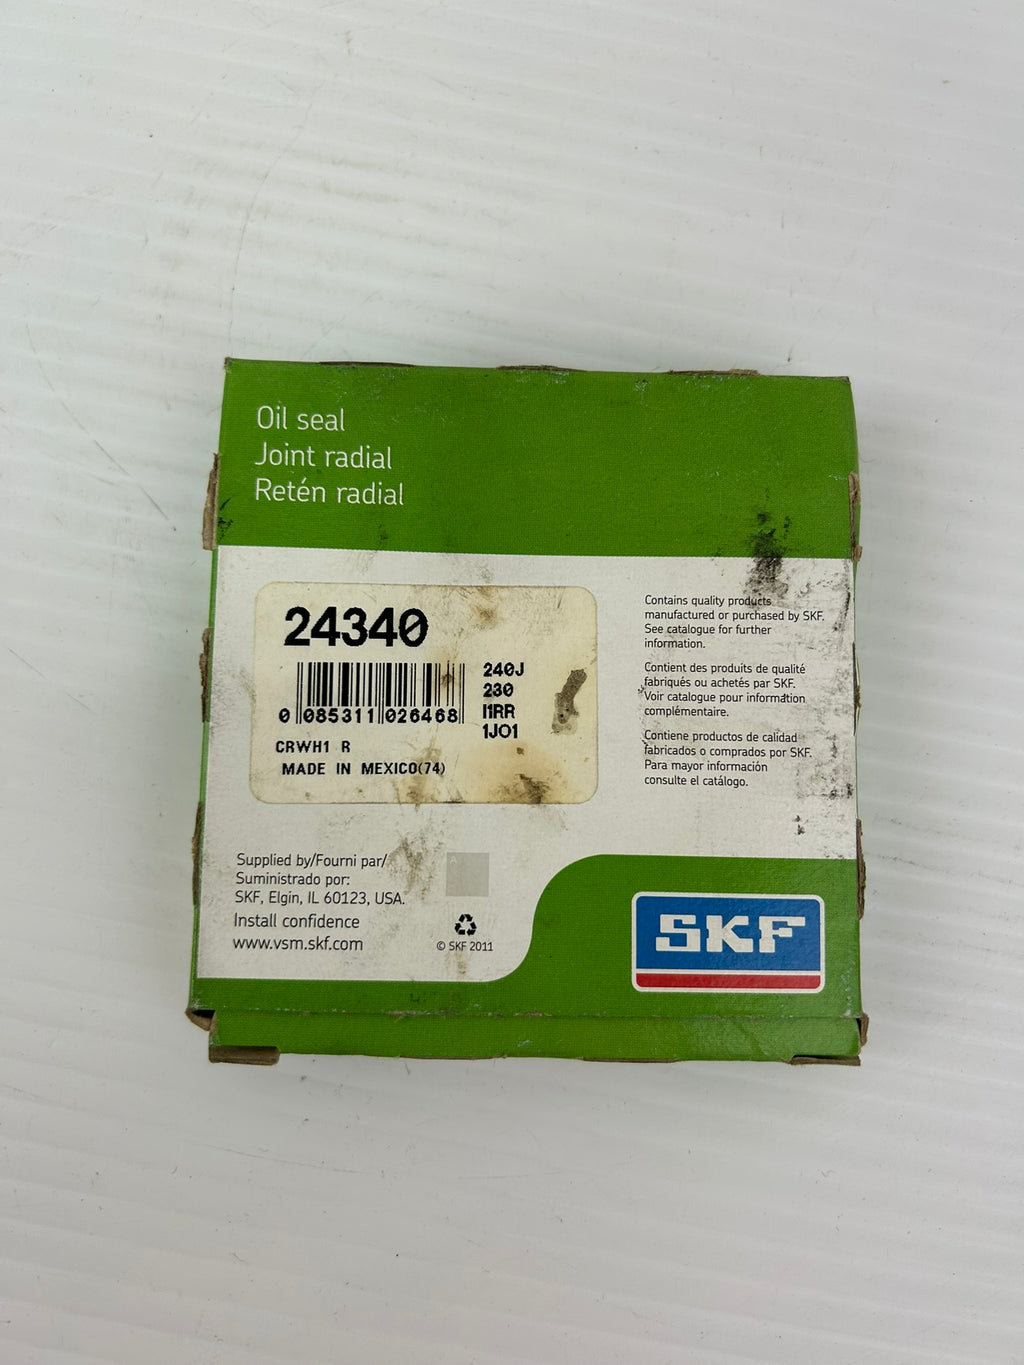 Oil seal
Joint radial
Retén radial
24340
0 085311 026468
240J
230
I1RR
1JO1
CRWH1 R
MADE IN MEXICO(74)
Contains quality products
manufactured or purchased by SKF.
See catalogue for further
information.
Contient des produits de qualité
fabriqués ou achetés par SKF.
Voir catalogue pour information
complémentaire.
Contiene productos de calidad
fabricados o comprados por SKF.
Para mayor información
consulte el catálogo.
Supplied by/Fourni par/
Suministrado por:
SKF, Elgin, IL 60123, USA.
Install confidence
www.vsm.skf.com
A
© SKF 2011
SKF